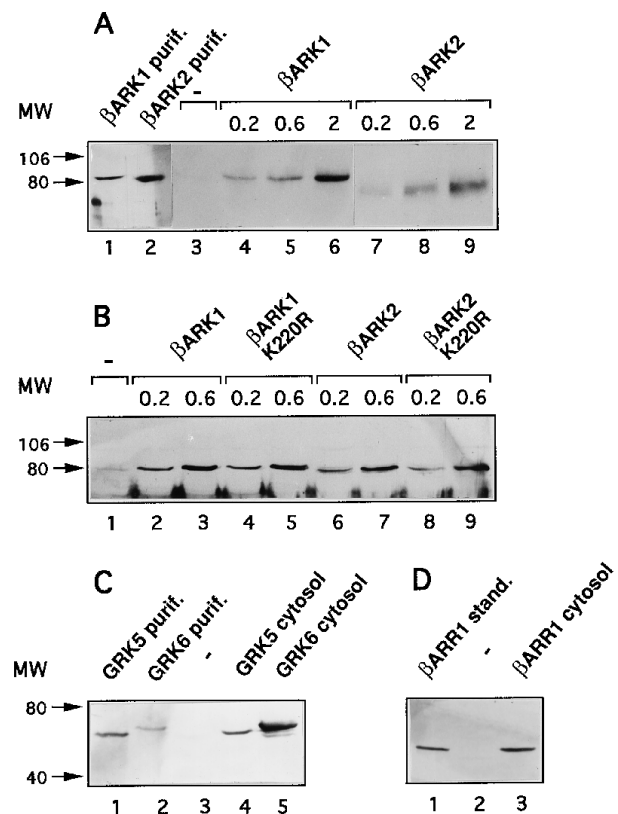 A
βARK1 purif.
βARK2 purif.
-
βARK1
βARK2
MW
0.2 0.6 2 0.2 0.6 2
106
80
1 2 3 4 5 6 7 8 9
B
-
βARK1
βARK1 K220R
βARK2
βARK2 K220R
MW
0.2 0.6 0.2 0.6 0.2 0.6 0.2 0.6
106
80
1 2 3 4 5 6 7 8 9
C
GRK5 purif.
GRK6 purif.
-
GRK5 cytosol
GRK6 cytosol
MW
80
40
1 2 3 4 5
D
βARR1 stand.
-
βARR1 cytosol
1 2 3